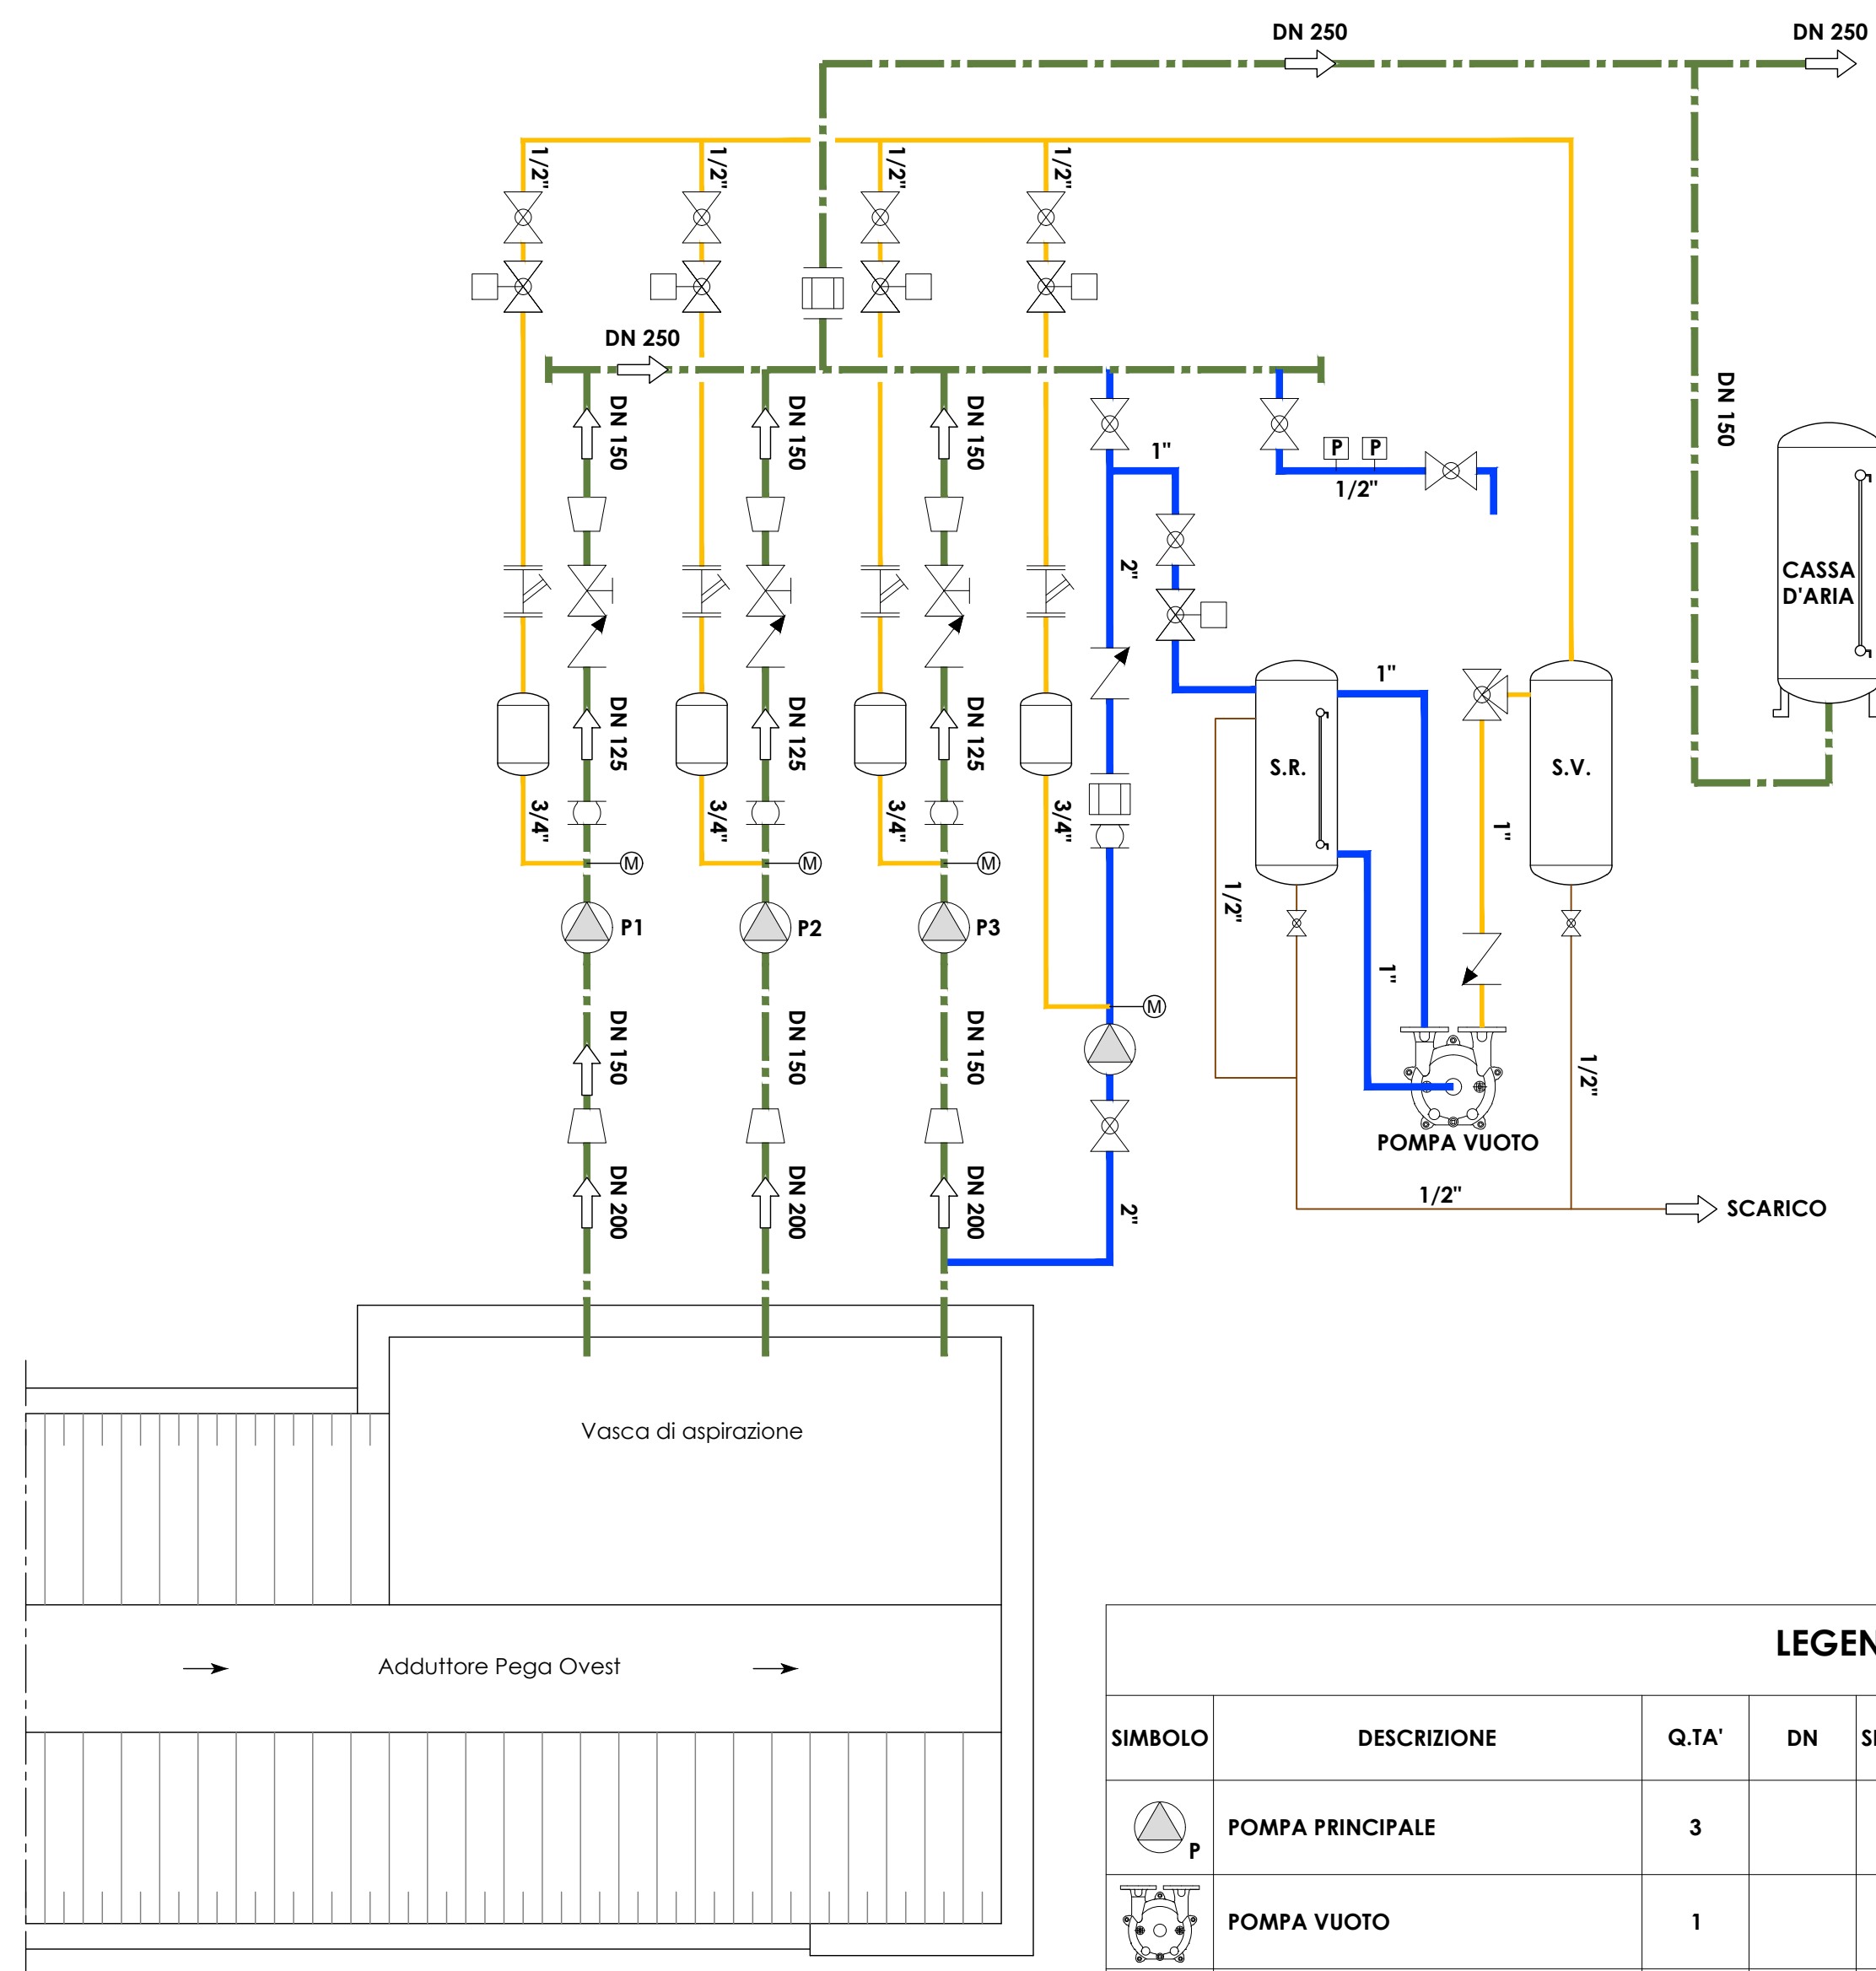 DN 250
DN 250
1/2"
1/2"
1/2"
1/2"
DN 250
DN 150
DN 150
DN 150
1"
P
P
1/2"
DN 150
2"
CASSA
D'ARIA
DN 125
DN 125
DN 125
1"
S.R.
S.V.
3/4"
3/4"
3/4"
3/4"
1"
M
M
M
1/2"
P1
P2
P3
1"
M
DN 150
DN 150
DN 150
1/2"
POMPA VUOTO
DN 200
DN 200
DN 200
2"
1/2"
SCARICO
Vasca di aspirazione
Adduttore Pega Ovest
LEGEN
SIMBOLO
DESCRIZIONE
Q.TA'
DN
P
POMPA PRINCIPALE
3
POMPA VUOTO
1